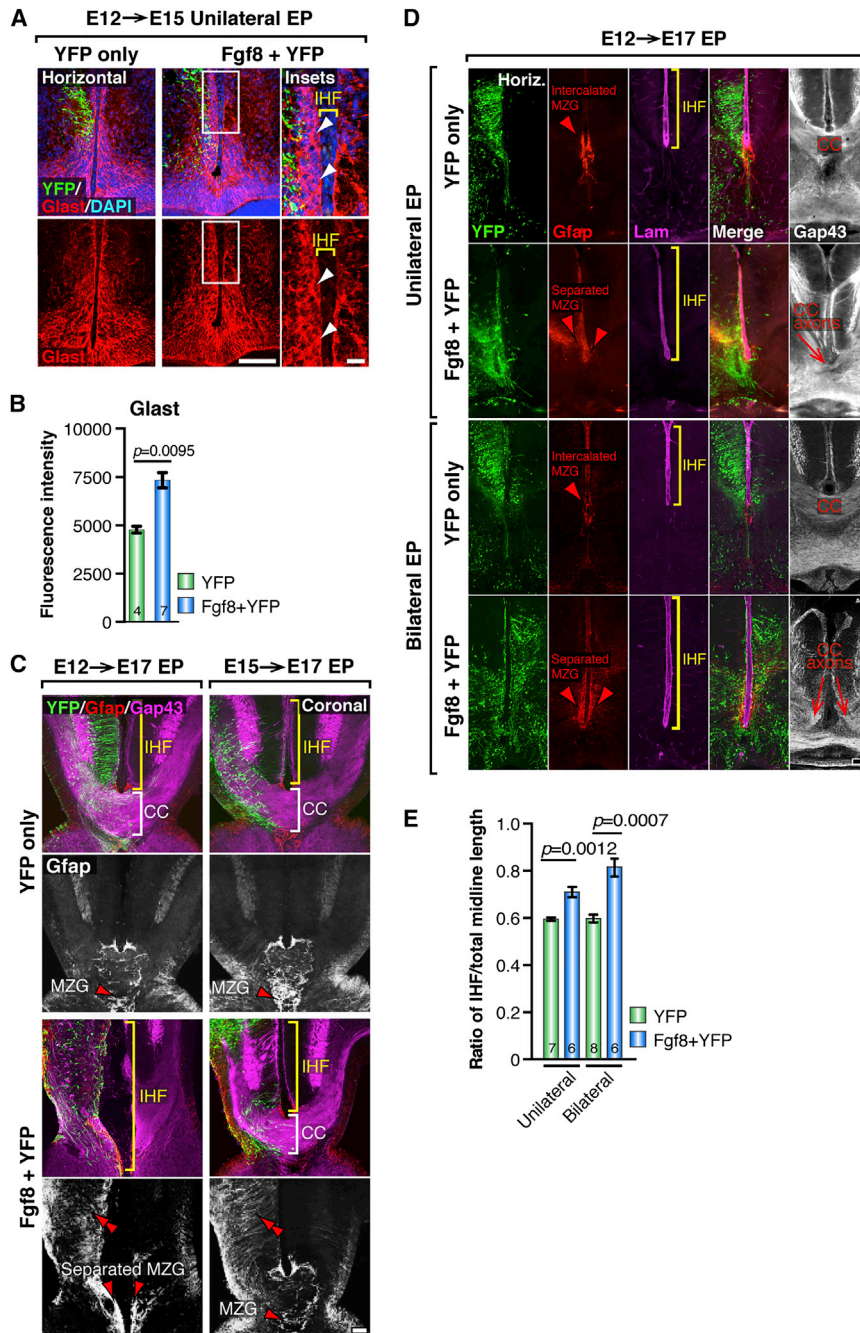 A
E12→E15 Unilateral EP
YFP only
Fgf8 + YFP
Horizontal
Insets
IHF
YFP/
Glast/DAPI
IHF
Glast
B
Glast
Fluorescence intensity
10000
7500
5000
2500
0
p=0.0095
4
7
YFP
Fgf8+YFP
C
E12→E17 EP
E15→E17 EP
YFP only
YFP/Gfap/Gap43
IHF
CC
Coronal
IHF
CC
Gfap
MZG
MZG
Fgf8 + YFP
IHF
IHF
CC
Separated MZG
MZG
D
E12→E17 EP
Unilateral EP
YFP only
Horiz.
YFP
Intercalated
MZG
Gfap
IHF
Lam
Merge
CC
Gap43
Fgf8 + YFP
Separated
MZG
IHF
CC
axons
Bilateral EP
YFP only
Intercalated
MZG
IHF
CC
Fgf8 + YFP
Separated
MZG
IHF
CC
axons
E
Ratio of IHF/total midline length
1.0
0.8
0.6
0.4
0.2
0
p=0.0007
p=0.0012
7
6
8
6
YFP
Fgf8+YFP
Unilateral
Bilateral